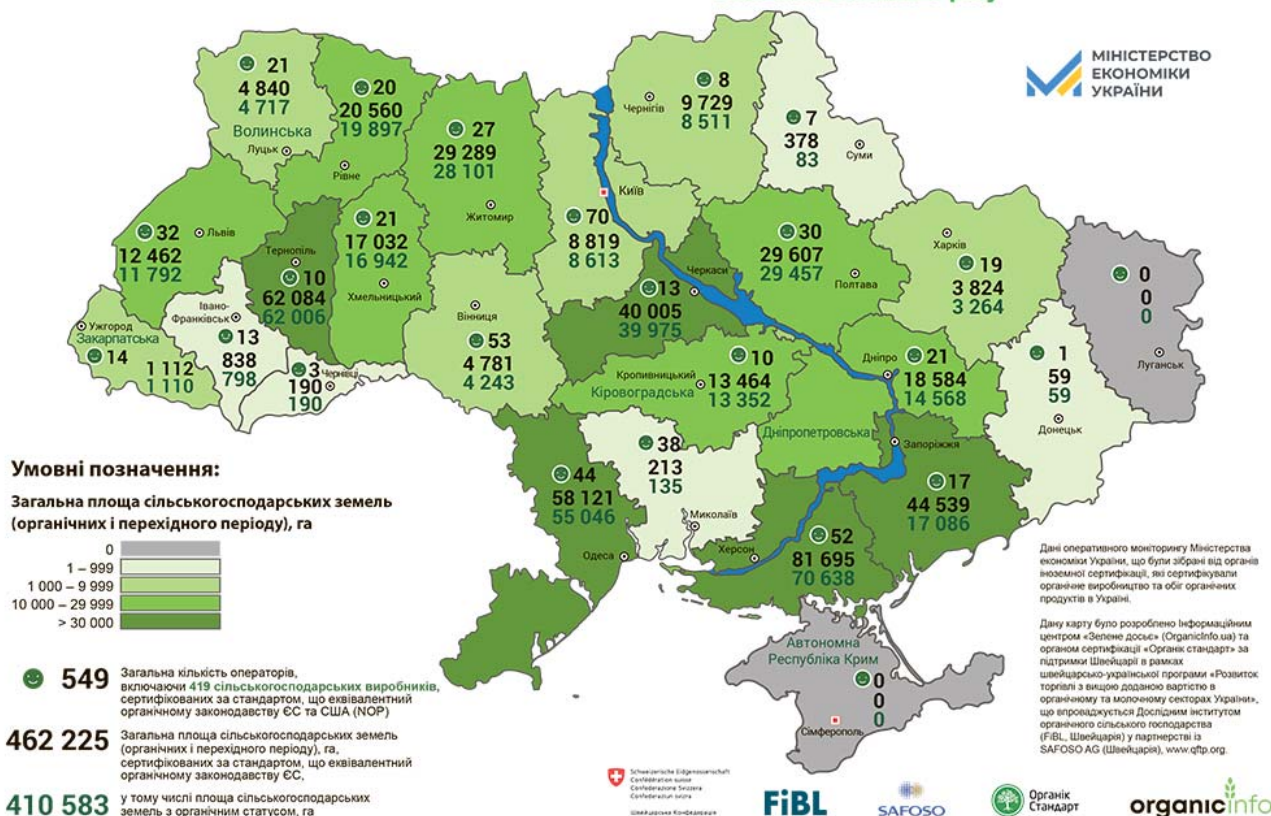 МІНІСТЕРСТВО
ЕКОНОМІКИ
УКРАЇНИ
21
4 840
4 717
Волинська
Луцьк
20
20 560
19 897
Рівне
27
29 289
28 101
Житомир
70
8 819
8 613
Київ
8
9 729
8 511
Чернігів
7
378
83
Суми
32
12 462
11 792
Львів
Тернопіль
10
62 084
62 006
21
17 032
16 942
Хмельницький
Черкаси
13
40 005
39 975
30
29 607
29 457
Полтава
Харків
19
3 824
3 264
0
0
0
Луганськ
Ужгород
Закарпатська
14
1 112
1 110
Івано-
Франківськ
13
838
798
3
190
190
Чернівці
Вінниця
53
4 781
4 243
10
Кропивницький
13 464
Кіровоградська
13 352
Дніпро
21
18 584
14 568
Дніпропетровська
1
59
59
Донецьк
44
58 121
55 046
Одеса
38
213
135
Миколаїв
Запоріжжя
17
44 539
17 086
Херсон
52
81 695
70 638
Автономна
Республіка Крим
0
0
0
Сімферополь
Умовні позначення:
Загальна площа сільськогосподарських земель
(органічних і перехідного періоду), га
0
1 – 999
1 000 – 9 999
10 000 – 29 999
> 30 000
549
Загальна кількість операторів,
включаючи 419 сільськогосподарських виробників,
сертифікованих за стандартом, що еквівалентний
органічному законодавству ЄС та США (NOP)
462 225
Загальна площа сільськогосподарських земель
(органічних і перехідного періоду), га,
сертифікованих за стандартом, що еквівалентний
органічному законодавству ЄС,
410 583
у тому числі площа сільськогосподарських
земель з органічним статусом, га
Дані оперативного моніторингу Міністерства
економіки України, що були зібрані від органів
іноземної сертифікації, які сертифікували
органічне виробництво та обіг органічних
продуктів в Україні.
Дану карту було розроблено Інформаційним
центром «Зелене досьє» (OrganicInfo.ua) та
органом сертифікації «Органік стандарт» за
підтримки Швейцарії в рамках
швейцарсько-української програми «Розвиток
торгівлі з вищою доданою вартістю в
органічному та молочному секторах України»,
що впроваджується Дослідним інститутом
органічного сільського господарства
(FiBL, Швейцарія) у партнерстві із
SAFOSO AG (Швейцарія), www.qftp.org.
Schweizerische Eidgenossenschaft
Confédération suisse
Confederazione Svizzera
Confederaziun svizra
Швейцарська Конфедерація
FiBL
SAFOSO
Органік
Стандарт
organicinfo